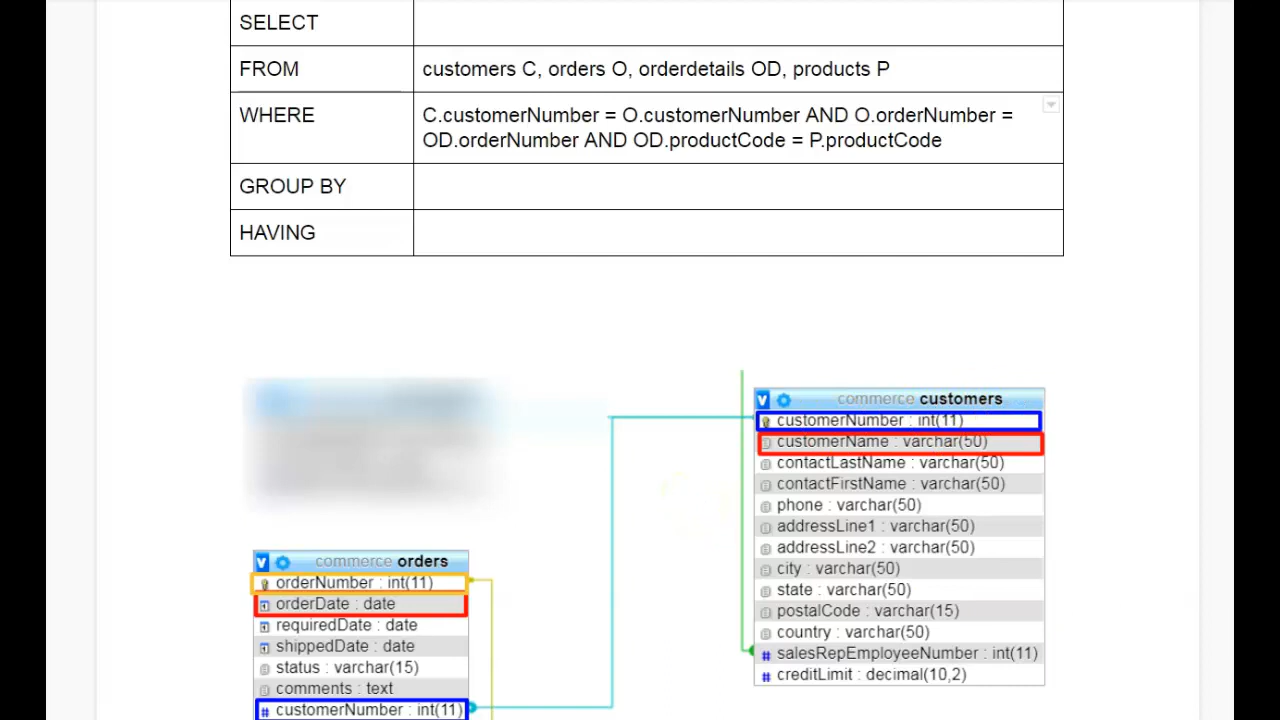 SELECT
FROM
customers C, orders O, orderdetails OD, products P
WHERE
C.customerNumber = O.customerNumber AND O.orderNumber =
OD.orderNumber AND OD.productCode = P.productCode
GROUP BY
HAVING
commerce customers
customerNumber : int(11)
customerName : varchar(50)
contactLastName : varchar(50)
contactFirstName : varchar(50)
phone : varchar(50)
addressLine1 : varchar(50)
addressLine2 : varchar(50)
city : varchar(50)
state : varchar(50)
postalCode : varchar(15)
country : varchar(50)
# salesRepEmployeeNumber : int(11)
# creditLimit : decimal(10,2)
commerce orders
orderNumber : int(11)
orderDate : date
requiredDate : date
shippedDate : date
status : varchar(15)
comments : text
# customerNumber : int(11)